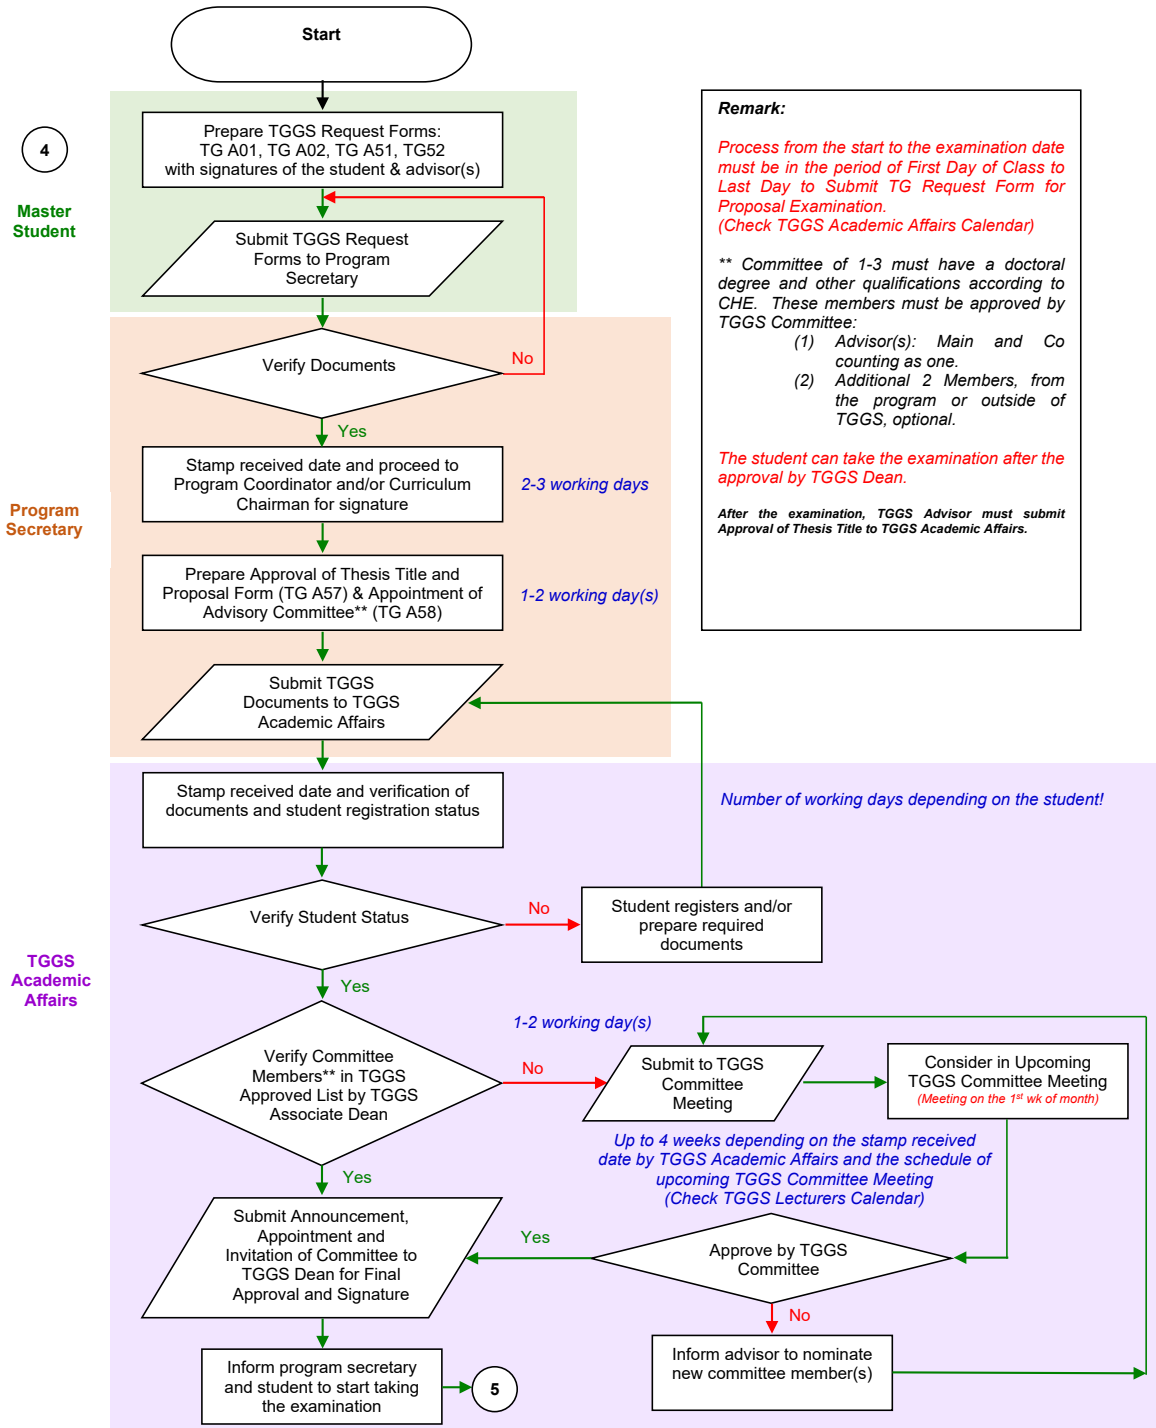 Start
4
Master
Student
Prepare TGGS Request Forms:
TG A01, TG A02, TG A51, TG52
with signatures of the student & advisor(s)
Submit TGGS Request
Forms to Program
Secretary
Remark:
Process from the start to the examination date
must be in the period of First Day of Class to
Last Day to Submit TG Request Form for
Proposal Examination.
(Check TGGS Academic Affairs Calendar)
** Committee of 1-3 must have a doctoral
degree and other qualifications according to
CHE. These members must be approved by
TGGS Committee:
(1) Advisor(s): Main and Co
counting as one.
(2) Additional 2 Members, from
the program or outside of
TGGS, optional.
The student can take the examination after the
approval by TGGS Dean.
After the examination, TGGS Advisor must submit
Approval of Thesis Title to TGGS Academic Affairs.
Program
Secretary
Verify Documents
No
Yes
Stamp received date and proceed to
Program Coordinator and/or Curriculum
Chairman for signature
2-3 working days
Prepare Approval of Thesis Title and
Proposal Form (TG A57) & Appointment of
Advisory Committee** (TG A58)
1-2 working day(s)
Submit TGGS
Documents to TGGS
Academic Affairs
TGGS
Academic
Affairs
Stamp received date and verification of
documents and student registration status
Number of working days depending on the student!
Verify Student Status
No
Student registers and/or
prepare required
documents
Yes
1-2 working day(s)
Verify Committee
Members** in TGGS
Approved List by TGGS
Associate Dean
No
Submit to TGGS
Committee
Meeting
Consider in Upcoming
TGGS Committee Meeting
(Meeting on the 1st wk of month)
Up to 4 weeks depending on the stamp received
date by TGGS Academic Affairs and the schedule of
upcoming TGGS Committee Meeting
(Check TGGS Lecturers Calendar)
Yes
Submit Announcement,
Appointment and
Invitation of Committee to
TGGS Dean for Final
Approval and Signature
Yes
Approve by TGGS
Committee
No
Inform advisor to nominate
new committee member(s)
Inform program secretary
and student to start taking
the examination
5